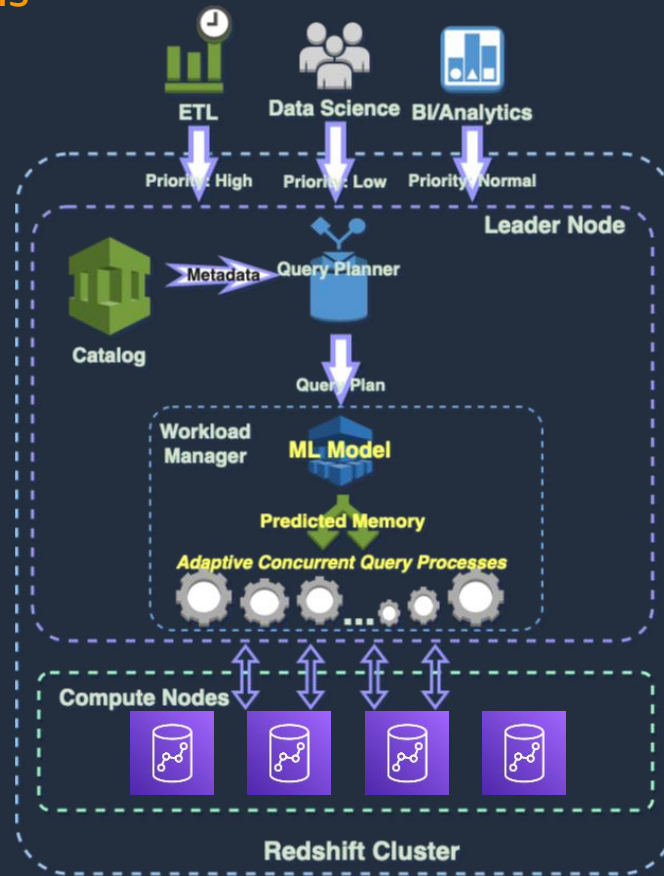 ETL
Data Science
BI/Analytics
Priority: High
Priority: Low
Priority: Normal
Leader Node
Metadata
Query Planner
Catalog
Query Plan
Workload
Manager
ML Model
Predicted Memory
Adaptive Concurrent Query Processes
...
Compute Nodes
Redshift Cluster